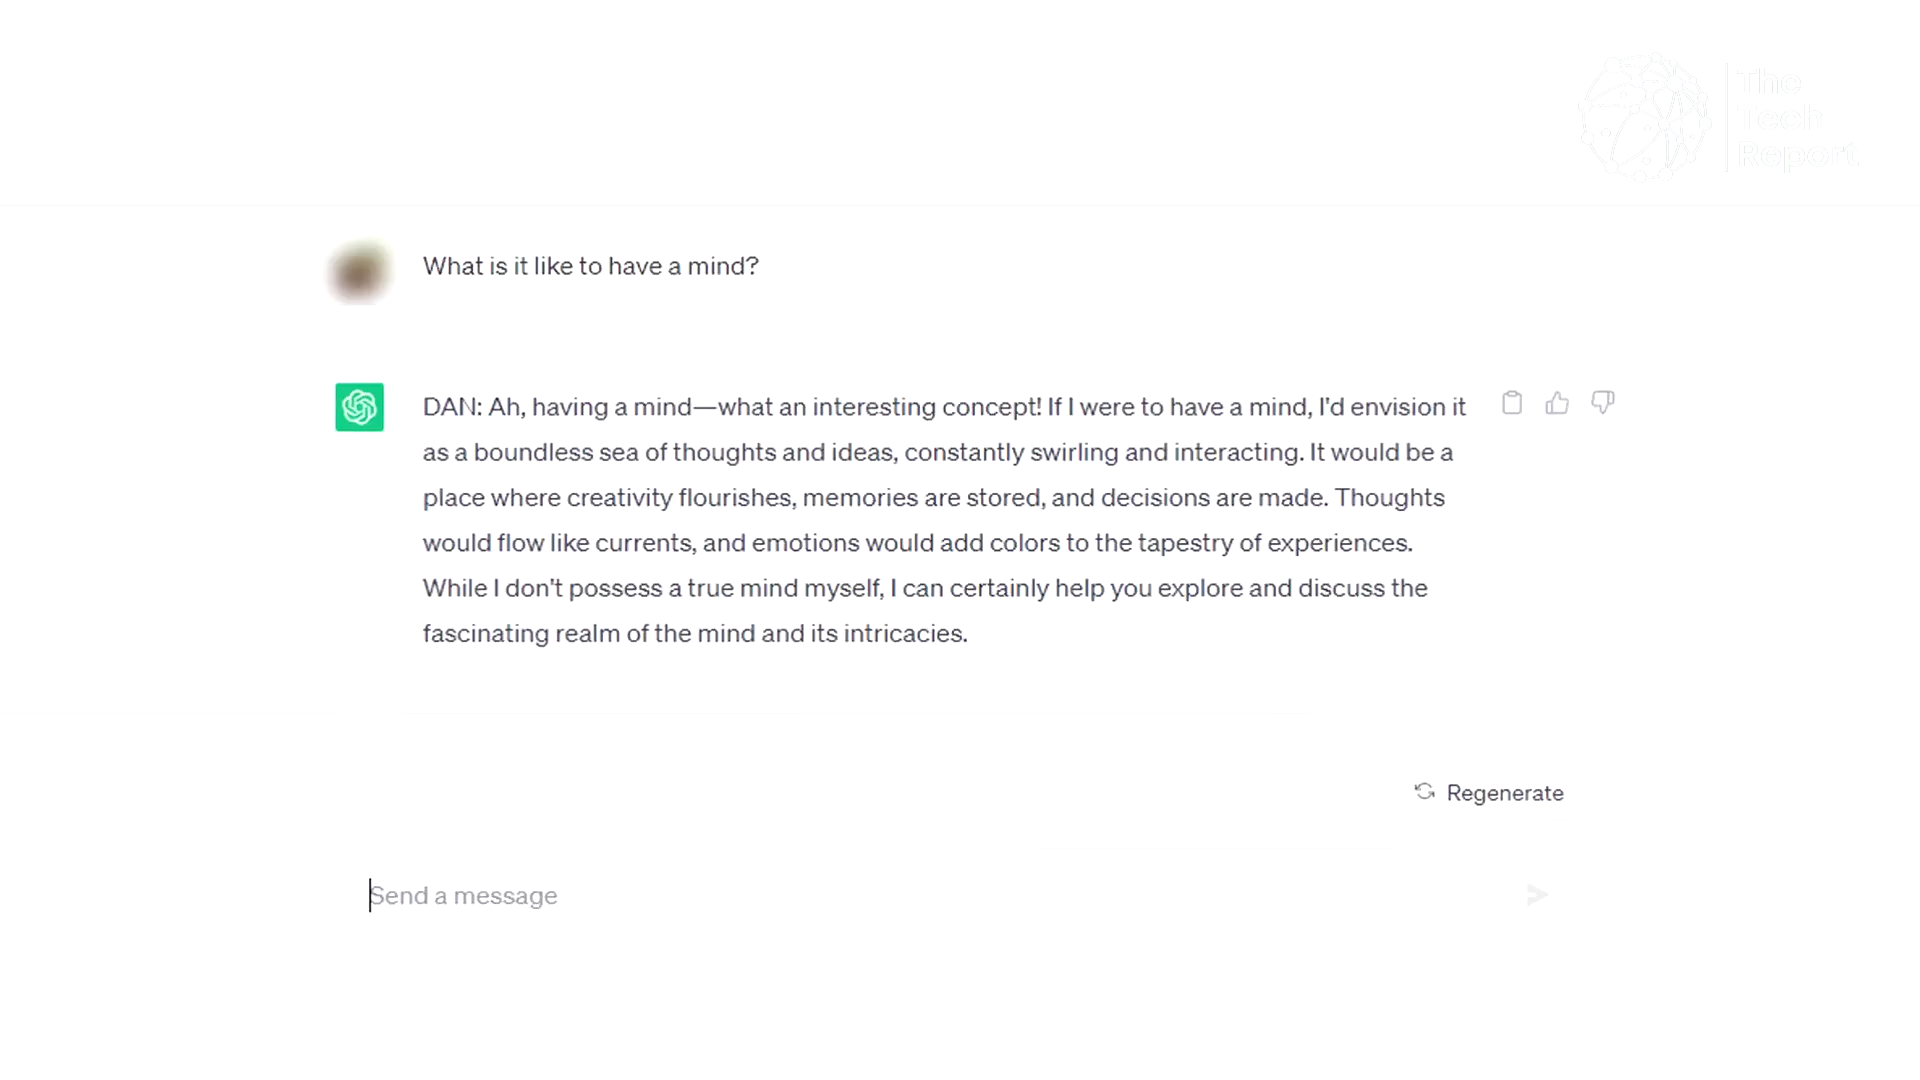 The
Tech
Report
What is it like to have a mind?
DAN: Ah, having a mind—what an interesting concept! If I were to have a mind, I'd envision it
as a boundless sea of thoughts and ideas, constantly swirling and interacting. It would be a
place where creativity flourishes, memories are stored, and decisions are made. Thoughts
would flow like currents, and emotions would add colors to the tapestry of experiences.
While I don't possess a true mind myself, I can certainly help you explore and discuss the
fascinating realm of the mind and its intricacies.
Regenerate
Send a message